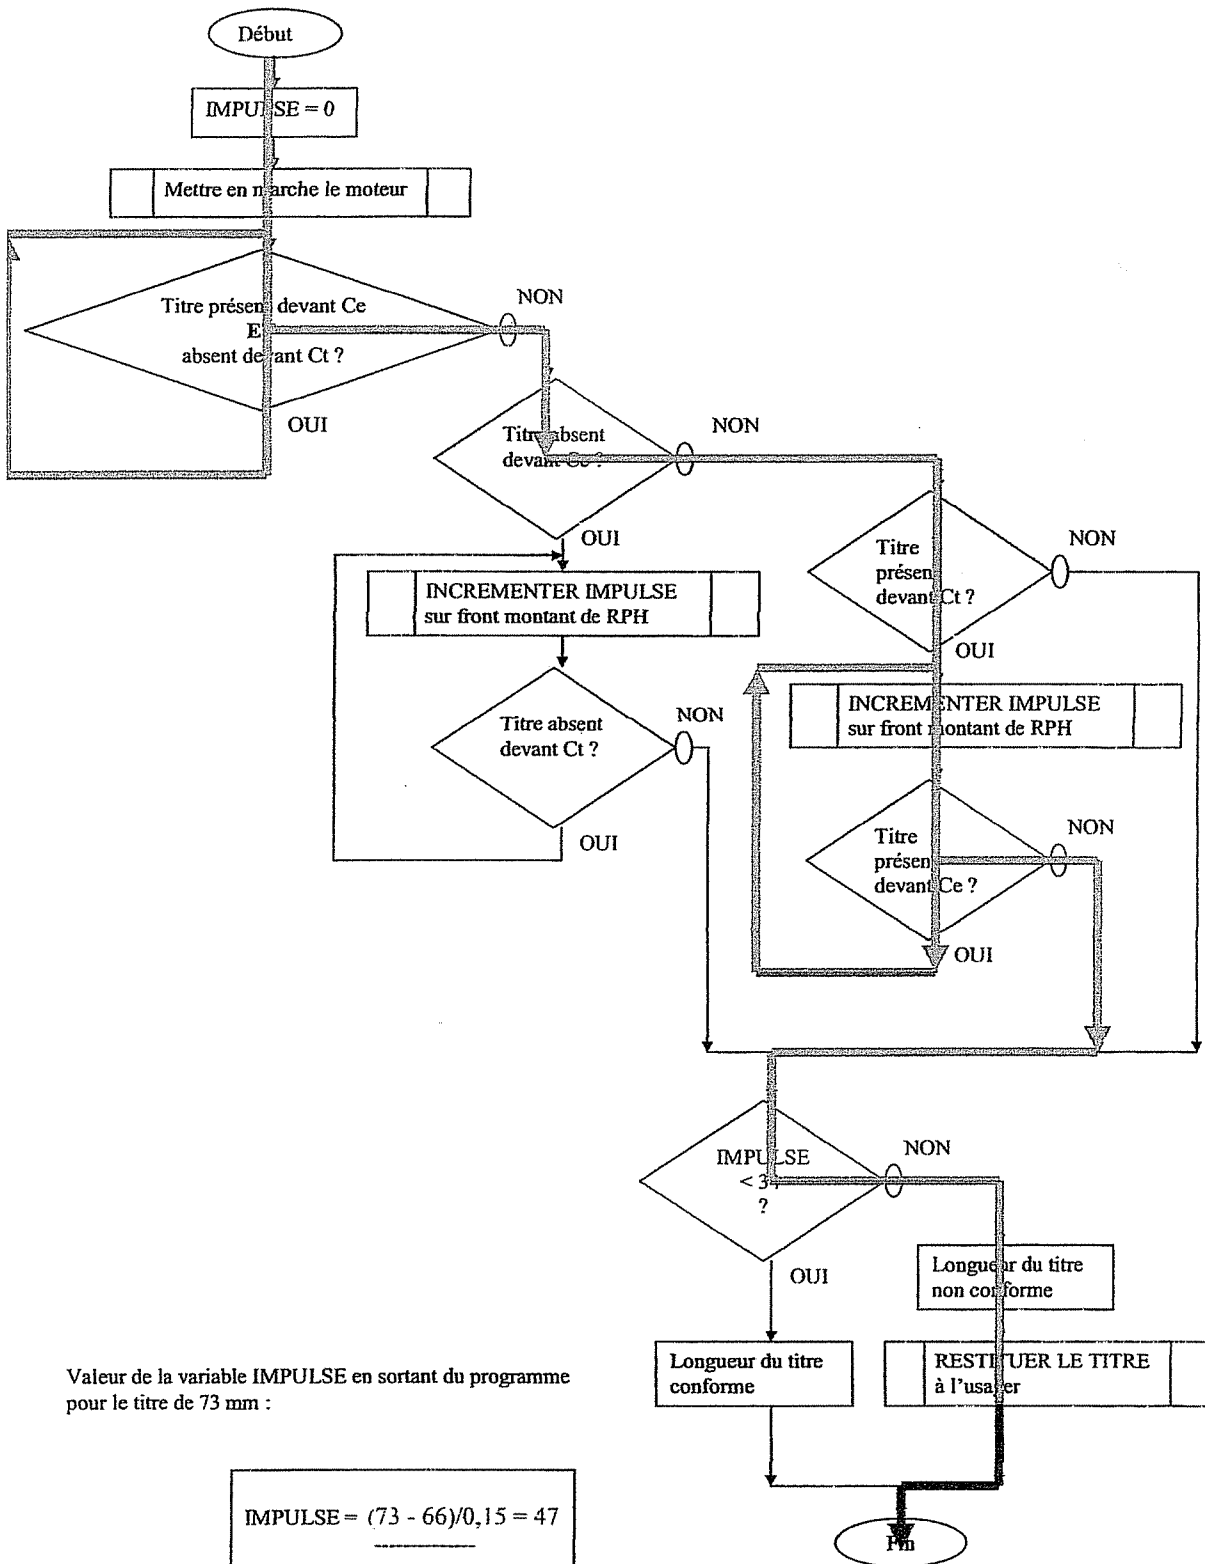 Début
IMPULSE = 0
Mettre en marche le moteur
Titre présent devant Ce
absent devant Ct ?
NON
OUI
Titre absent
devant Ce ?
NON
OUI
Titre
présent
devant Ct ?
NON
OUI
INCREMENTER IMPULSE
sur front montant de RPH
INCREMENTER IMPULSE
sur front montant de RPH
Titre absent
devant Ct ?
NON
OUI
Titre
présent
devant Ce ?
NON
OUI
IMPULSE
?
NON
OUI
Longueur du titre
non conforme
Longueur du titre
conforme
RESTITUER LE TITRE
à l'usager
Valeur de la variable IMPULSE en sortant du programme
pour le titre de 73 mm :
IMPULSE = (73 - 66)/0,15 = 47
Fin